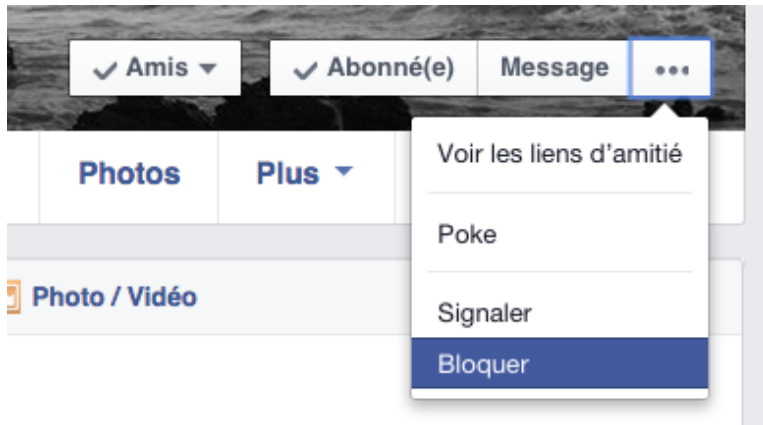 Amis
Abonné(e)
Message
Photos
Plus
Voir les liens d’amitié
Poke
Photo / Vidéo
Signaler
Bloquer